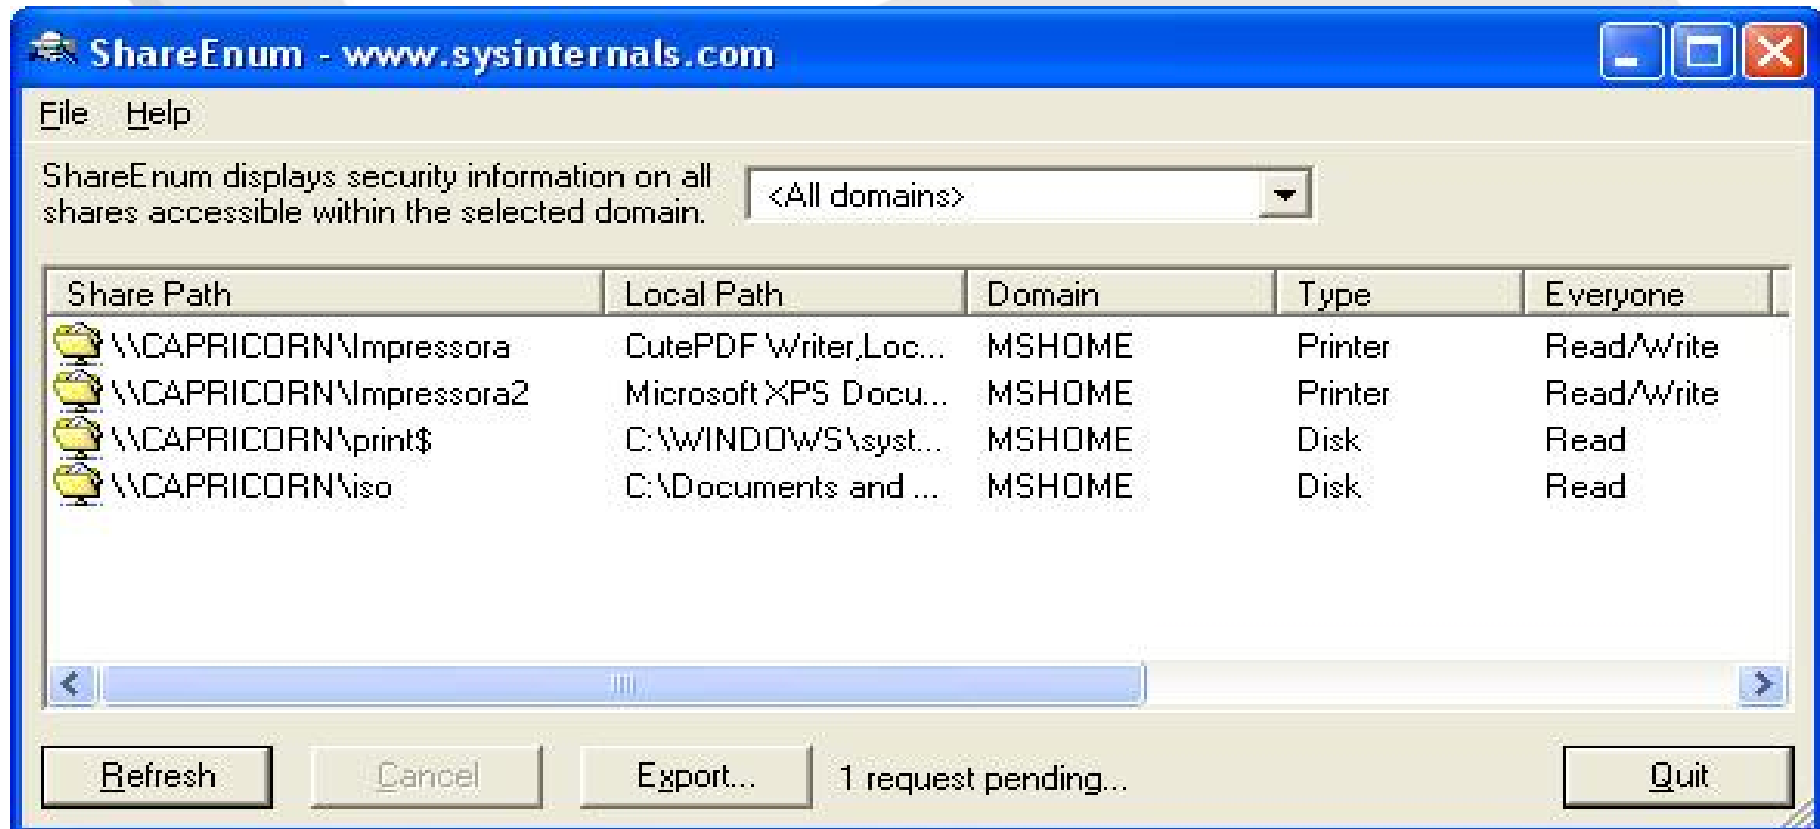 ShareEnum - www.sysinternals.com
File Help
ShareEnum displays security information on all
shares accessible within the selected domain.
<All domains>
Share Path Local Path Domain Type Everyone
\\CAPRICORN\Impressora CutePDF Writer,Loc... MSHOME Printer Read/Write
\\CAPRICORN\Impressora2 Microsoft XPS Docu... MSHOME Printer Read/Write
\\CAPRICORN\print$ C:\WINDOWS\syst... MSHOME Disk Read
\\CAPRICORN\iso C:\Documents and ... MSHOME Disk Read
Refresh Cancel Export... 1 request pending... Quit